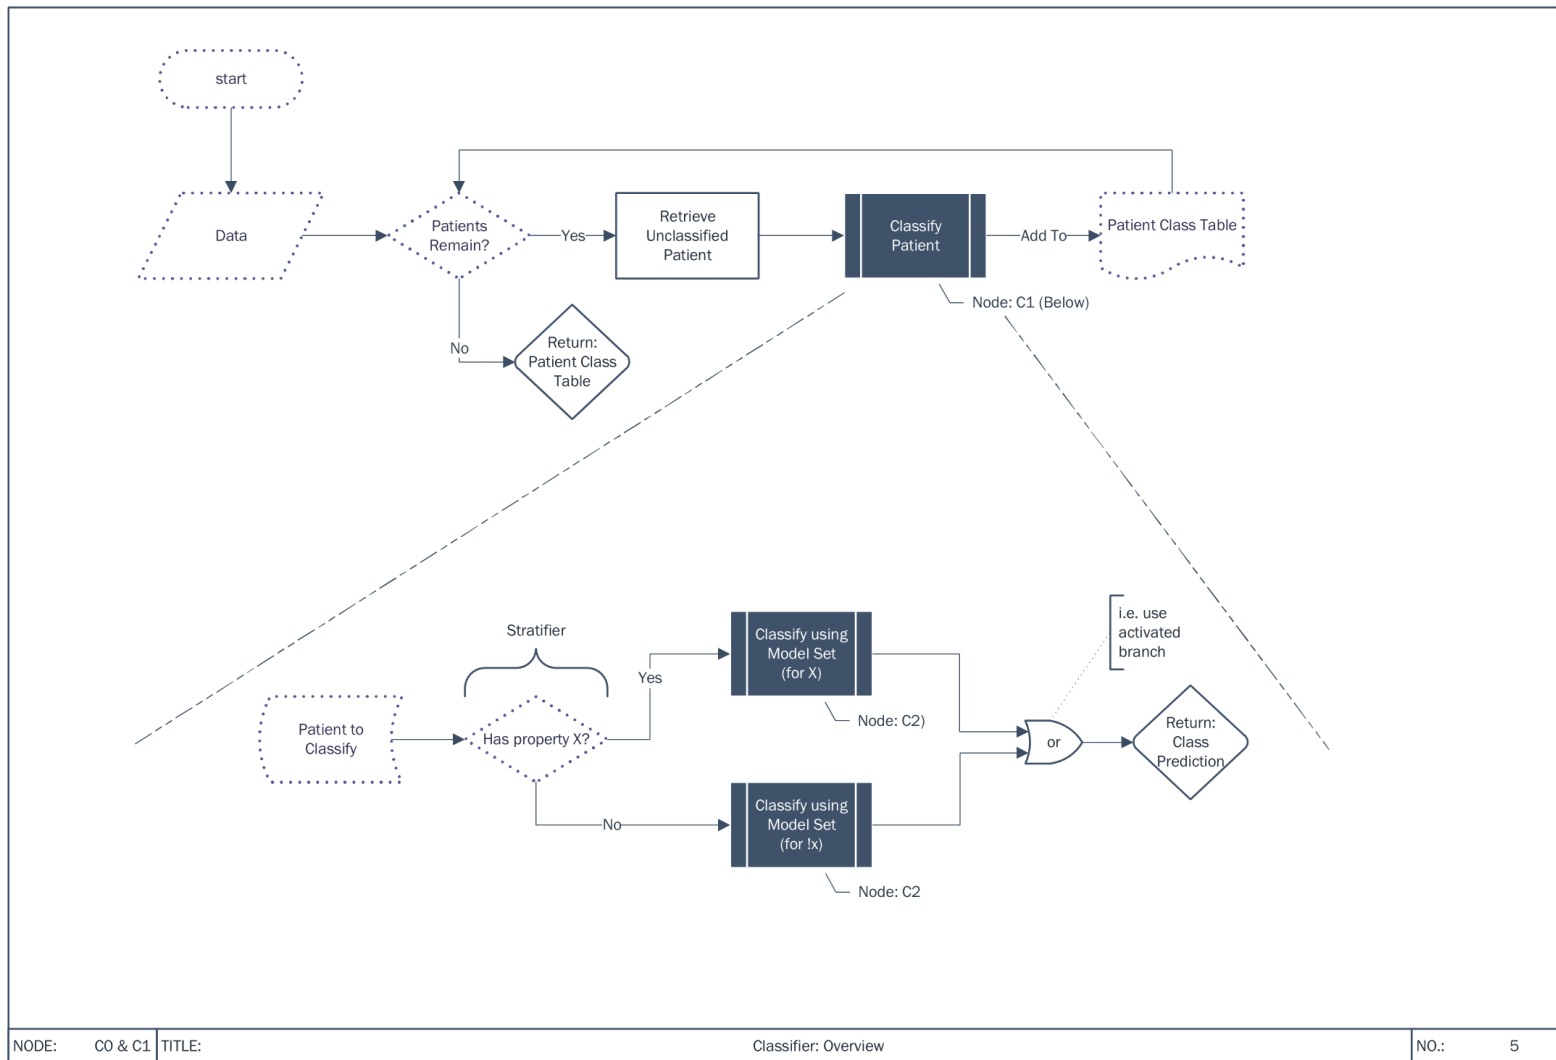 start
Data
Patients
Remain?
Yes
Retrieve
Unclassified
Patient
Classify
Patient
Add To
Patient Class Table
Node: C1 (Below)
No
Return:
Patient Class
Table
Stratifier
Patient to
Classify
Has property X?
Yes
Classify using
Model Set
(for X)
Node: C2)
No
Classify using
Model Set
(for !x)
Node: C2
i.e. use
activated
branch
or
Return:
Class
Prediction
NODE: C0 & C1 TITLE: Classifier: Overview NO.: 5